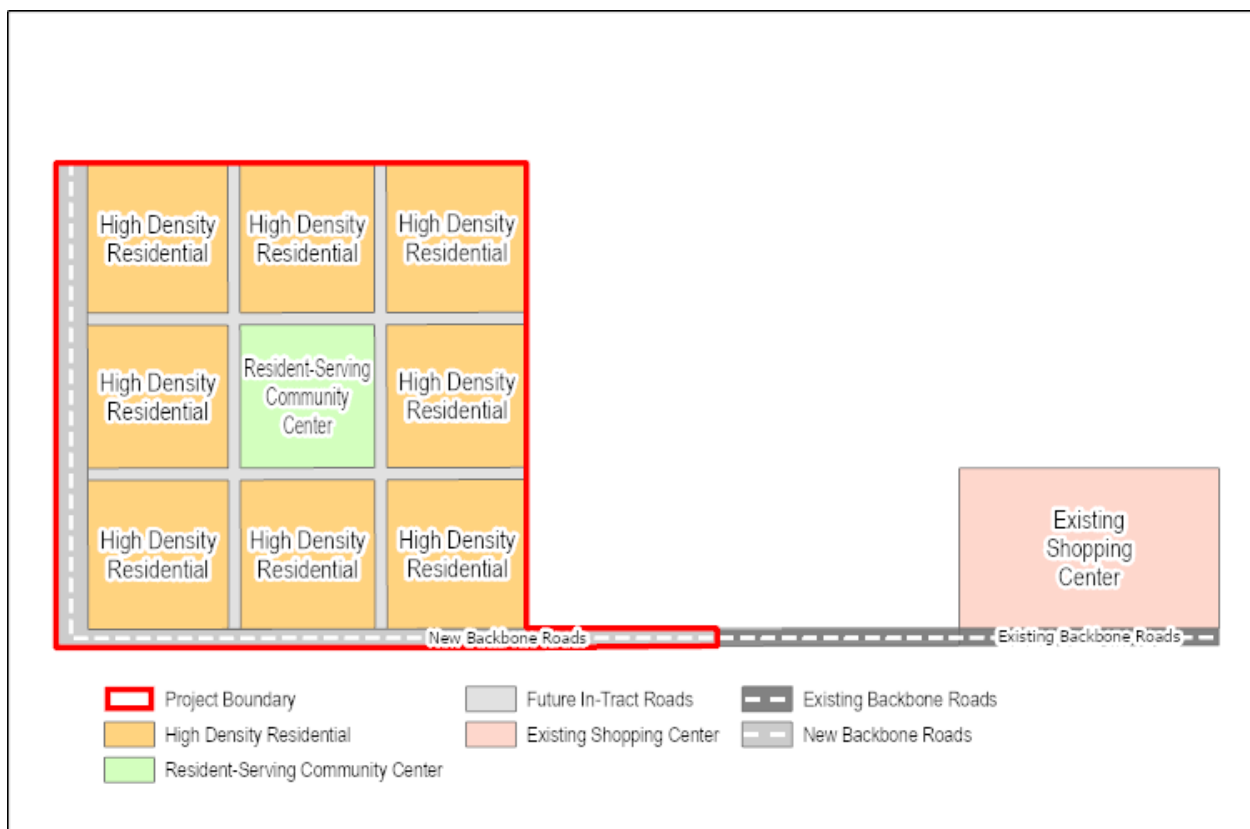 High Density
Residential
High Density
Residential
High Density
Residential
High Density
Residential
Resident-Serving
Community
Center
High Density
Residential
High Density
Residential
High Density
Residential
High Density
Residential
Existing
Shopping
Center
New Backbone Roads
Existing Backbone Roads
Project Boundary
Future In-Tract Roads
Existing Backbone Roads
High Density Residential
Existing Shopping Center
New Backbone Roads
Resident-Serving Community Center